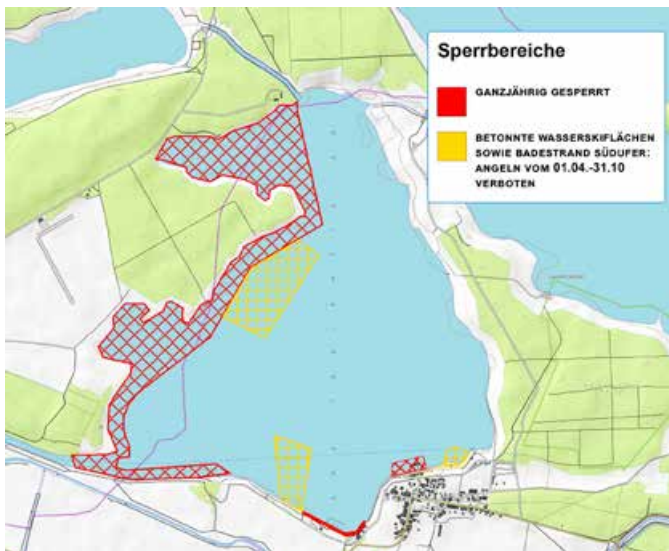 Sperrbereiche
GANZJÄHRIG GESPERRT
BETONNTE WASSERSKIFLÄCHEN
SOWIE BADESTRAND SÜDUFER:
ANGELN VOM 01.04.-31.10
VERBOTEN